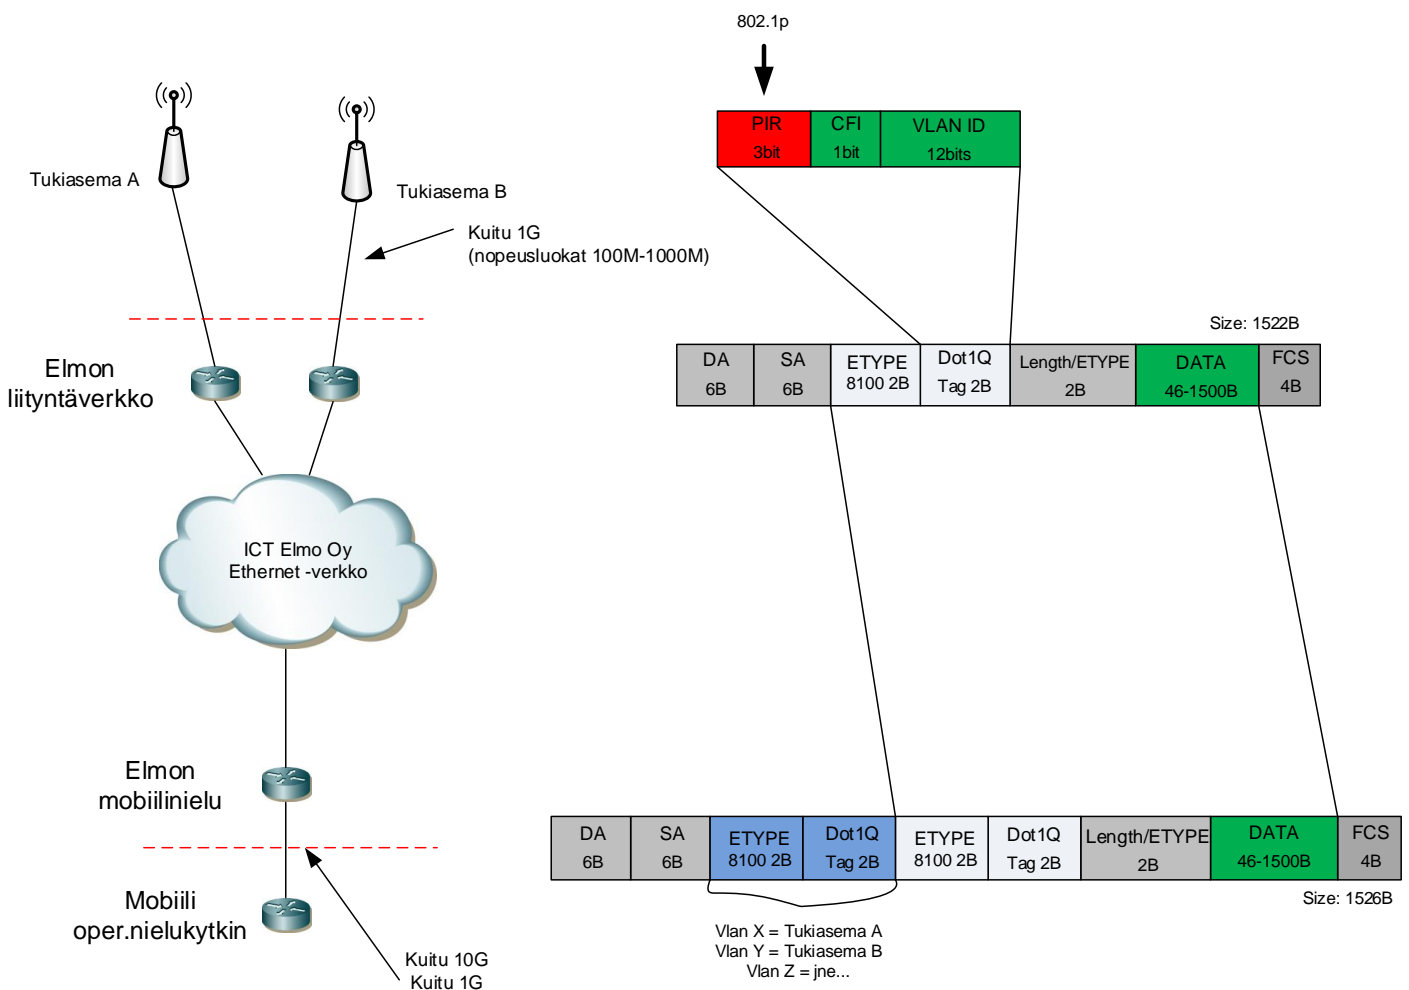 802.1p
PIR
3bit
CFI
1bit
VLAN ID
12bits
Tukiasema A
Tukiasema B
Kuitu 1G
(nopeusluokat 100M-1000M)
Size: 1522B
DA
6B
SA
6B
ETYPE
8100 2B
Dot1Q
Tag 2B
Length/ETYPE
2B
DATA
46-1500B
FCS
4B
Elmon
liityntäverkko
ICT Elmo Oy
Ethernet -verkko
Elmon
mobiilinielu
DA
6B
SA
6B
ETYPE
8100 2B
Dot1Q
Tag 2B
ETYPE
8100 2B
Dot1Q
Tag 2B
Length/ETYPE
2B
DATA
46-1500B
FCS
4B
Size: 1526B
Mobiili
oper.nielukytkin
Vlan X = Tukiasema A
Vlan Y = Tukiasema B
Vlan Z = jne...
Kuitu 10G
Kuitu 1G